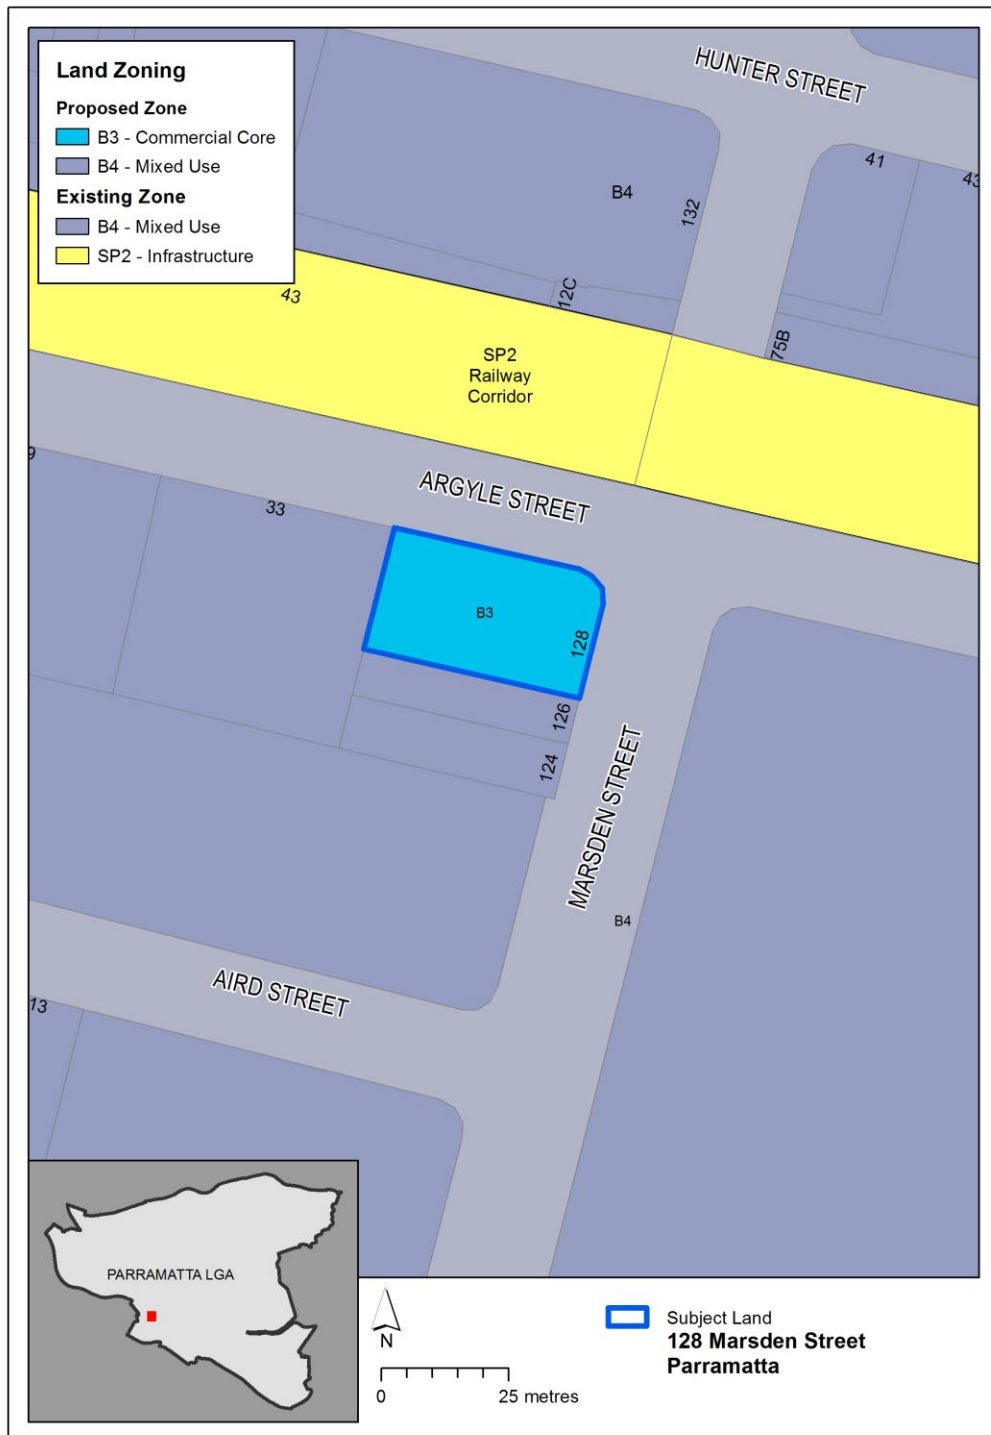 Land Zoning
Proposed Zone
B3 - Commercial Core
B4 - Mixed Use
Existing Zone
B4 - Mixed Use
SP2 - Infrastructure
HUNTER STREET
41
43
B4
132
12C
43
75B
SP2
Railway
Corridor
9
ARGYLE STREET
33
B3
128
126
124
MARSDEN STREET
B4
AIRD STREET
13
PARRAMATTA LGA
N
0
25 metres
Subject Land
128 Marsden Street
Parramatta